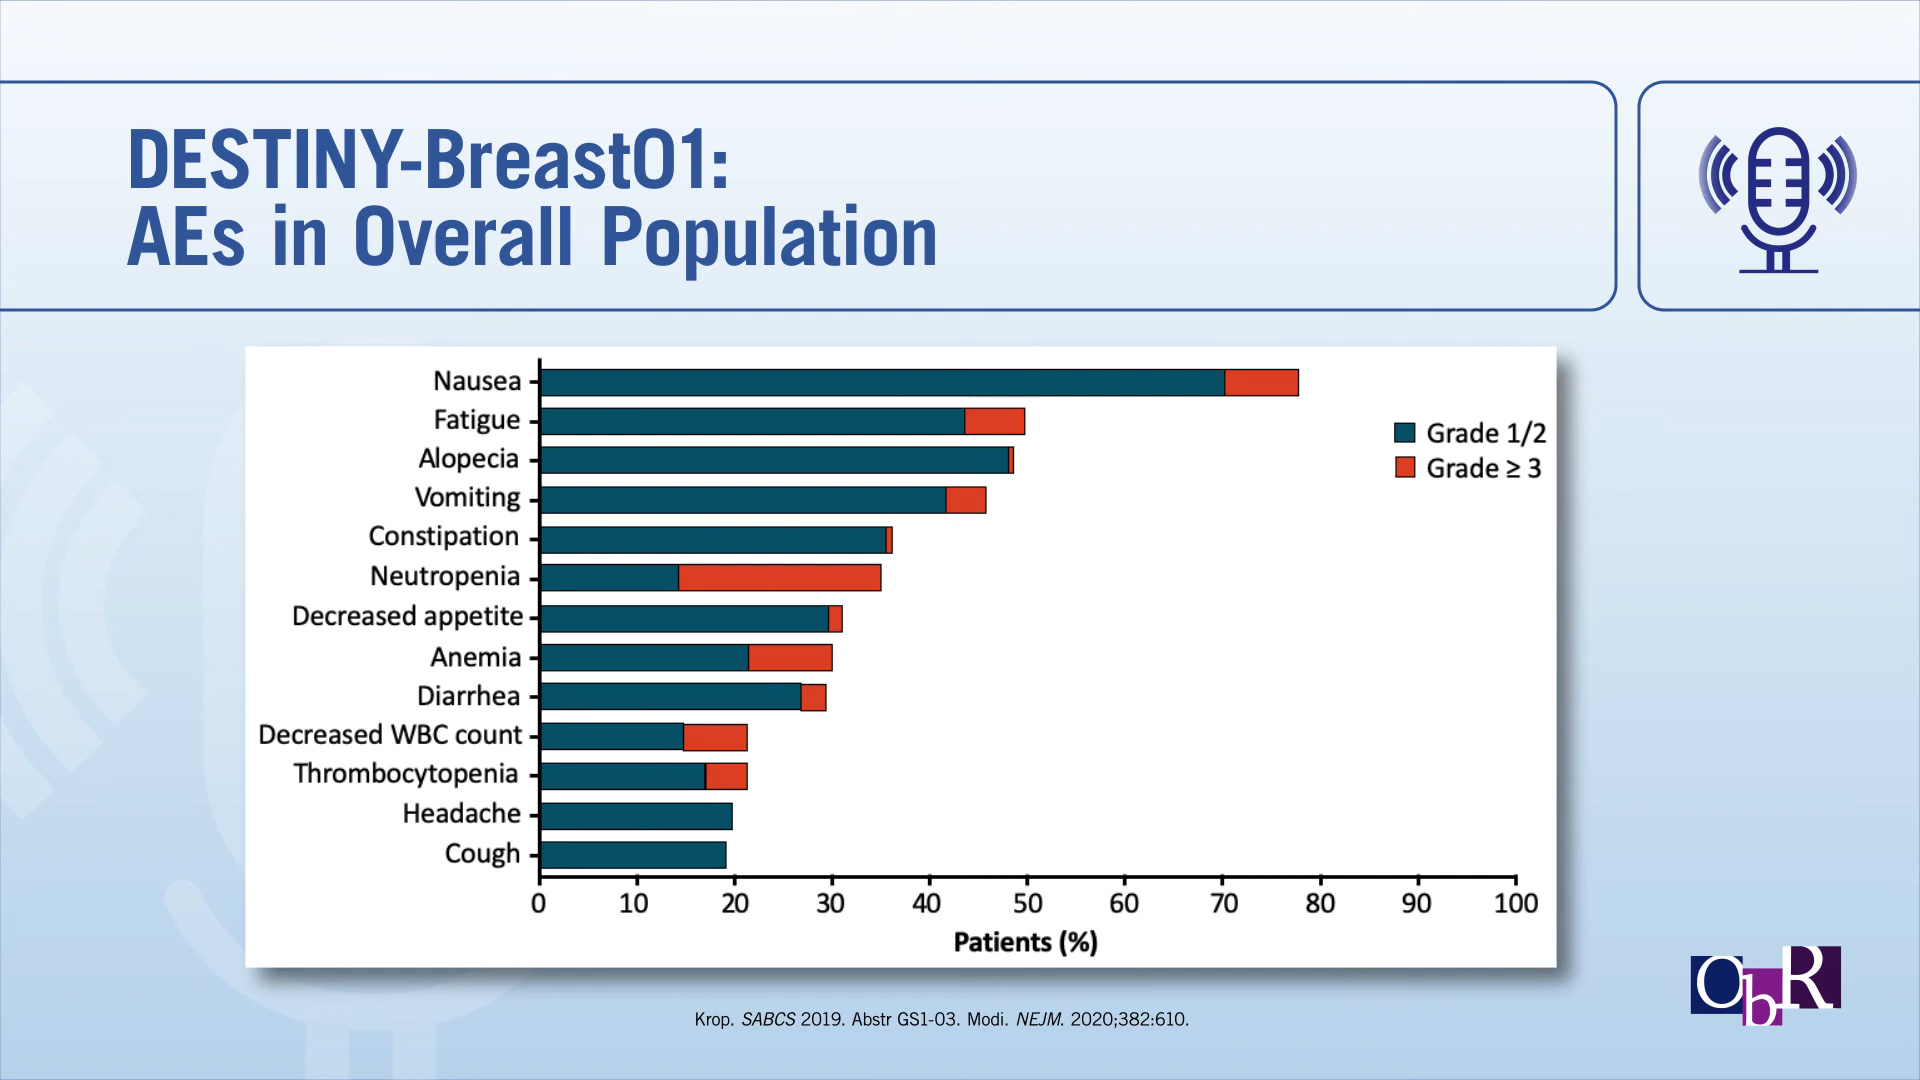 DESTINY-Breast01:
AEs in Overall Population
Nausea
Fatigue
Alopecia
Vomiting
Constipation
Neutropenia
Decreased appetite
Anemia
Diarrhea
Decreased WBC count
Thrombocytopenia
Headache
Cough
Grade 1/2
Grade ≥ 3
0 10 20 30 40 50 60 70 80 90 100
Patients (%)
Krop. SABCS 2019. Abstr GS1-03. Modi. NEJM. 2020;382:610.
ObR